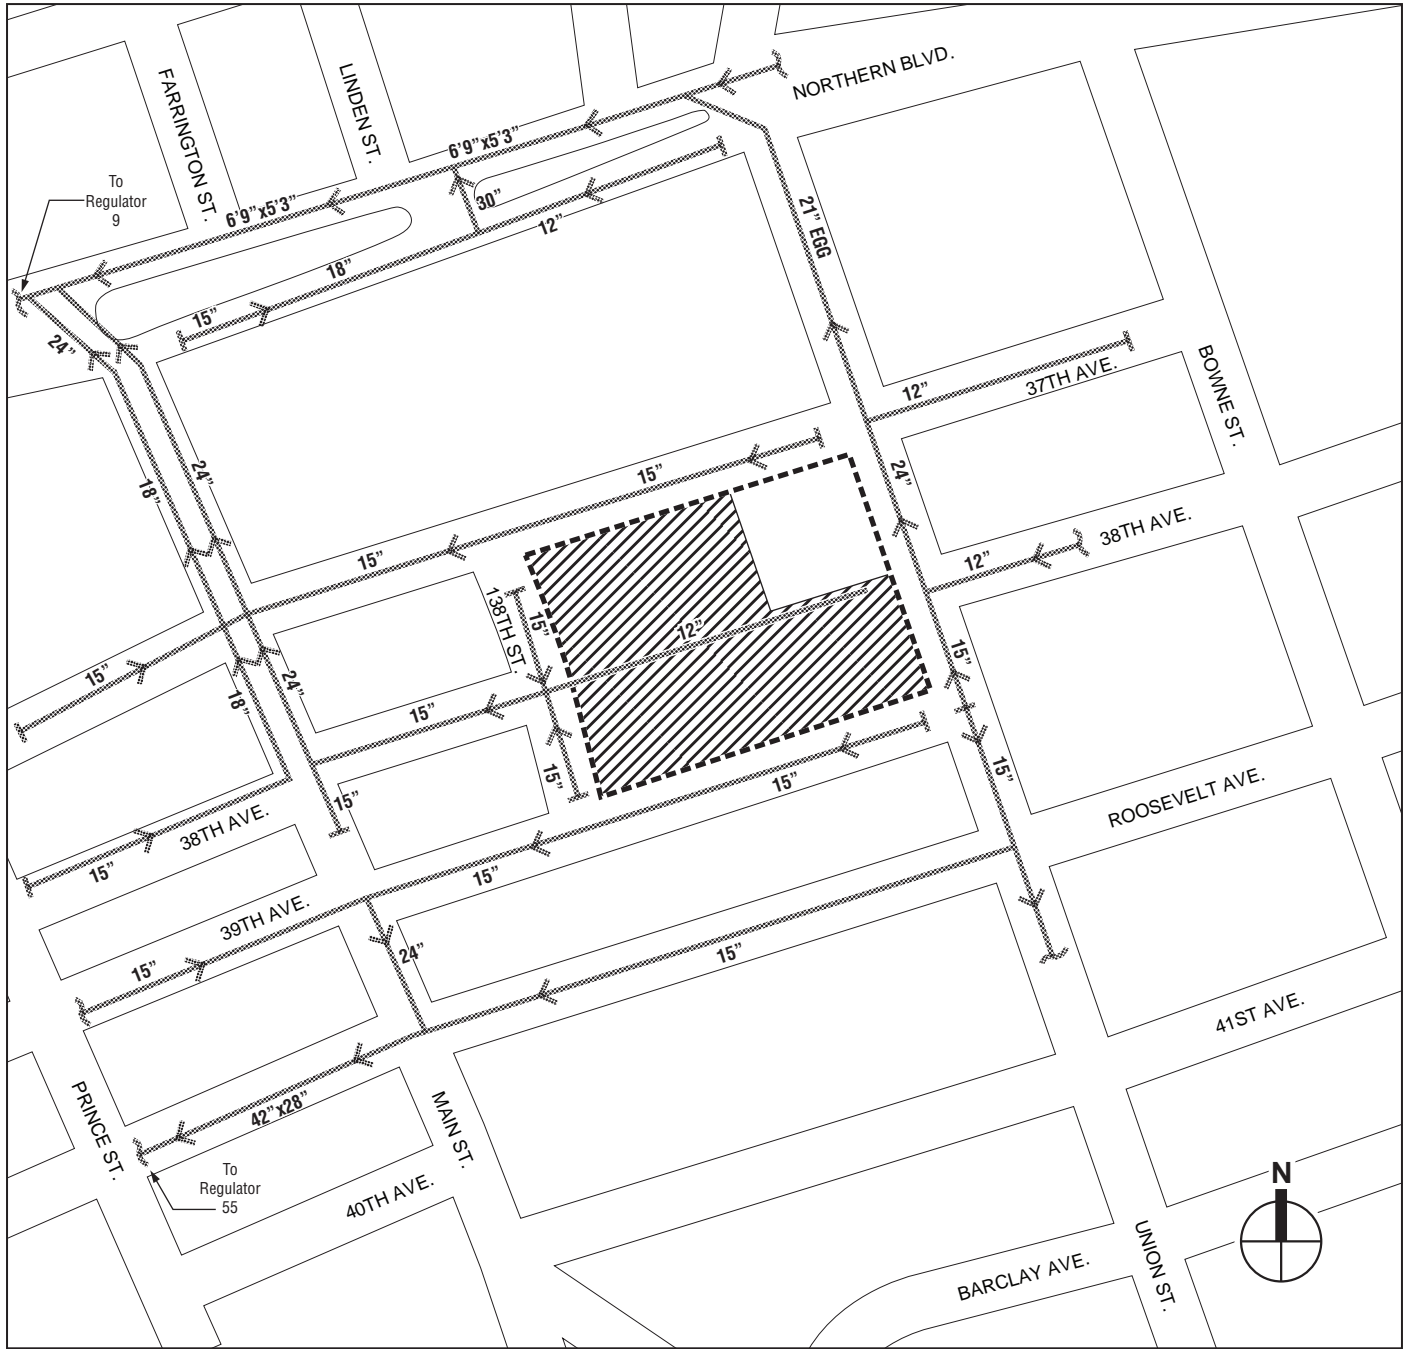 NORTHERN BLVD.
FARRINGTON ST.
LINDEN ST.
6’9”x5’3”
To
Regulator
9
30”
6’9”x5’3”
12”
21” EGG
18”
15”
24”
12”
37TH AVE.
BOWNE ST.
15”
24”
18”
24”
15”
38TH AVE.
12”
138TH ST.
15”
12”
15”
15”
24”
18”
15”
15”
15”
15”
15”
ROOSEVELT AVE.
38TH AVE.
15”
15”
39TH AVE.
15”
24”
15”
41ST AVE.
42”x28”
PRINCE ST.
MAIN ST.
To
Regulator
55
40TH AVE.
N
UNION ST.
BARCLAY AVE.